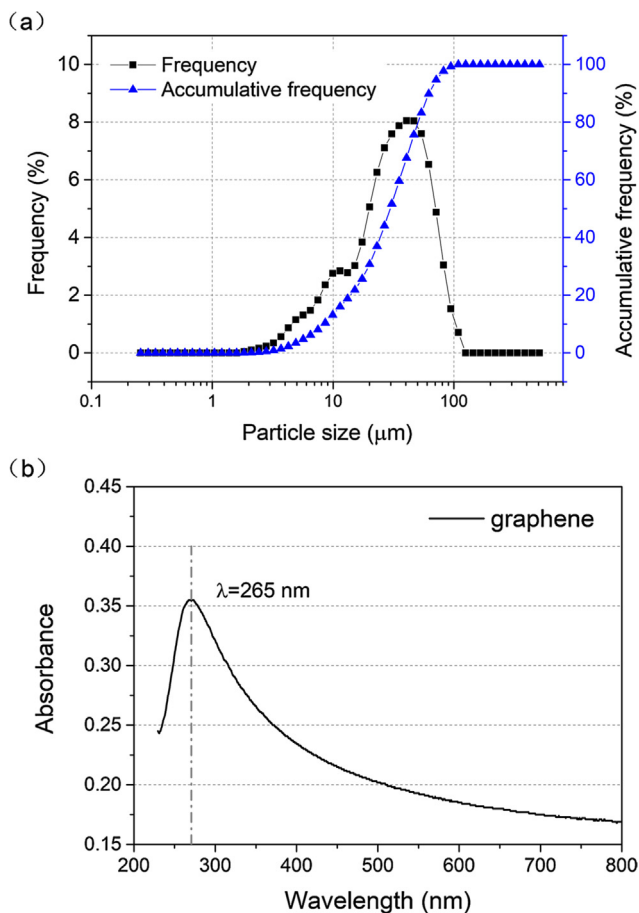 (a)
Frequency
Accumulative frequency
10
8
6
4
2
0
100
80
60
40
20
0
Frequency (%)
Accumulative frequency (%)
0.1 1 10 100
Particle size (μm)
(b)
0.45
0.40
0.35
0.30
0.25
0.20
0.15
graphene
λ=265 nm
Absorbance
200 300 400 500 600 700 800
Wavelength (nm)